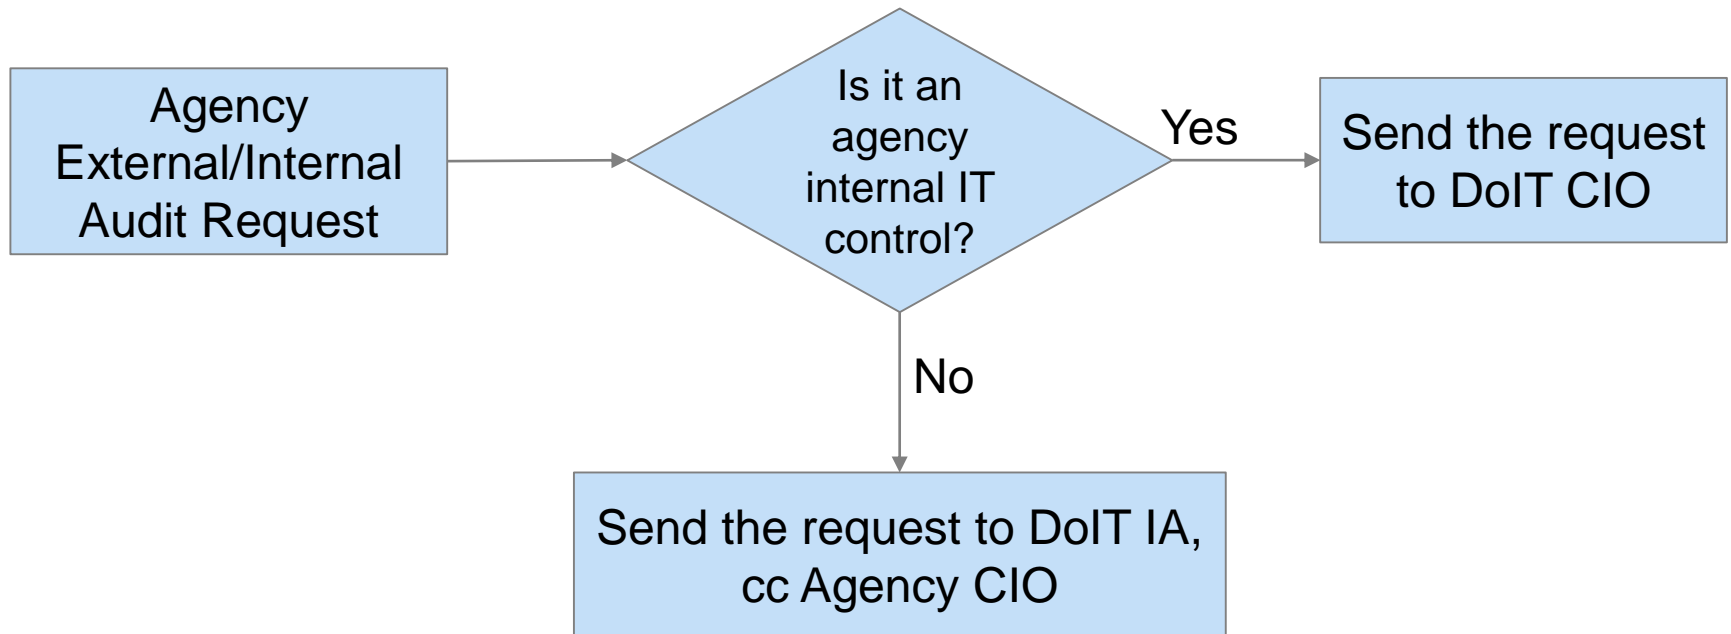 Agency
External/Internal
Audit Request
Is it an
agency
internal IT
control?
Yes
Send the request
to DoIT CIO
No
Send the request to DoIT IA,
cc Agency CIO